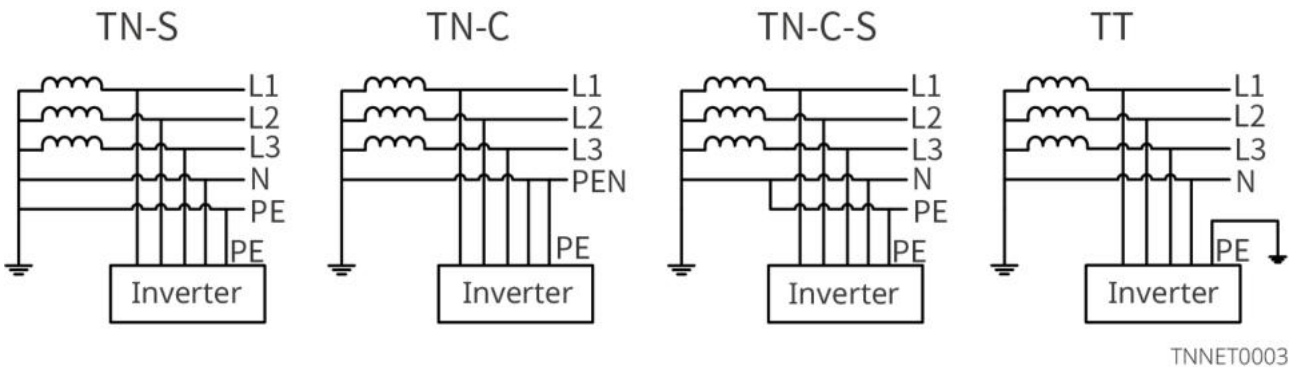 TN-S TN-C TN-C-S TT
L1 L1 L1 L1
L2 L2 L2 L2
L3 L3 L3 L3
N PEN N N
PE PE
PE PE PE PE
Inverter Inverter Inverter Inverter
TNNET0003